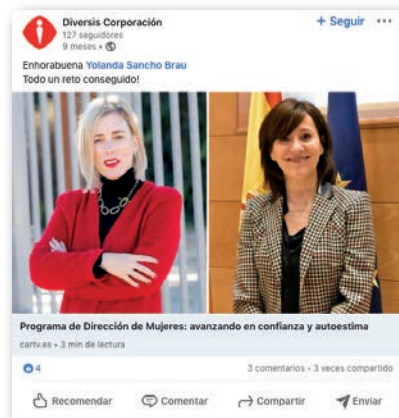 Diversis Corporación
+ Seguir
127 seguidores
9 meses •
Enhorabuena Yolanda Sancho Brau
Todo un reto conseguido!
Programa de Dirección de Mujeres: avanzando en confianza y autoestima
cartv.es • 3 min de lectura
4
3 comentarios • 3 veces compartido
Recomendar
Comentar
Compartir
Enviar